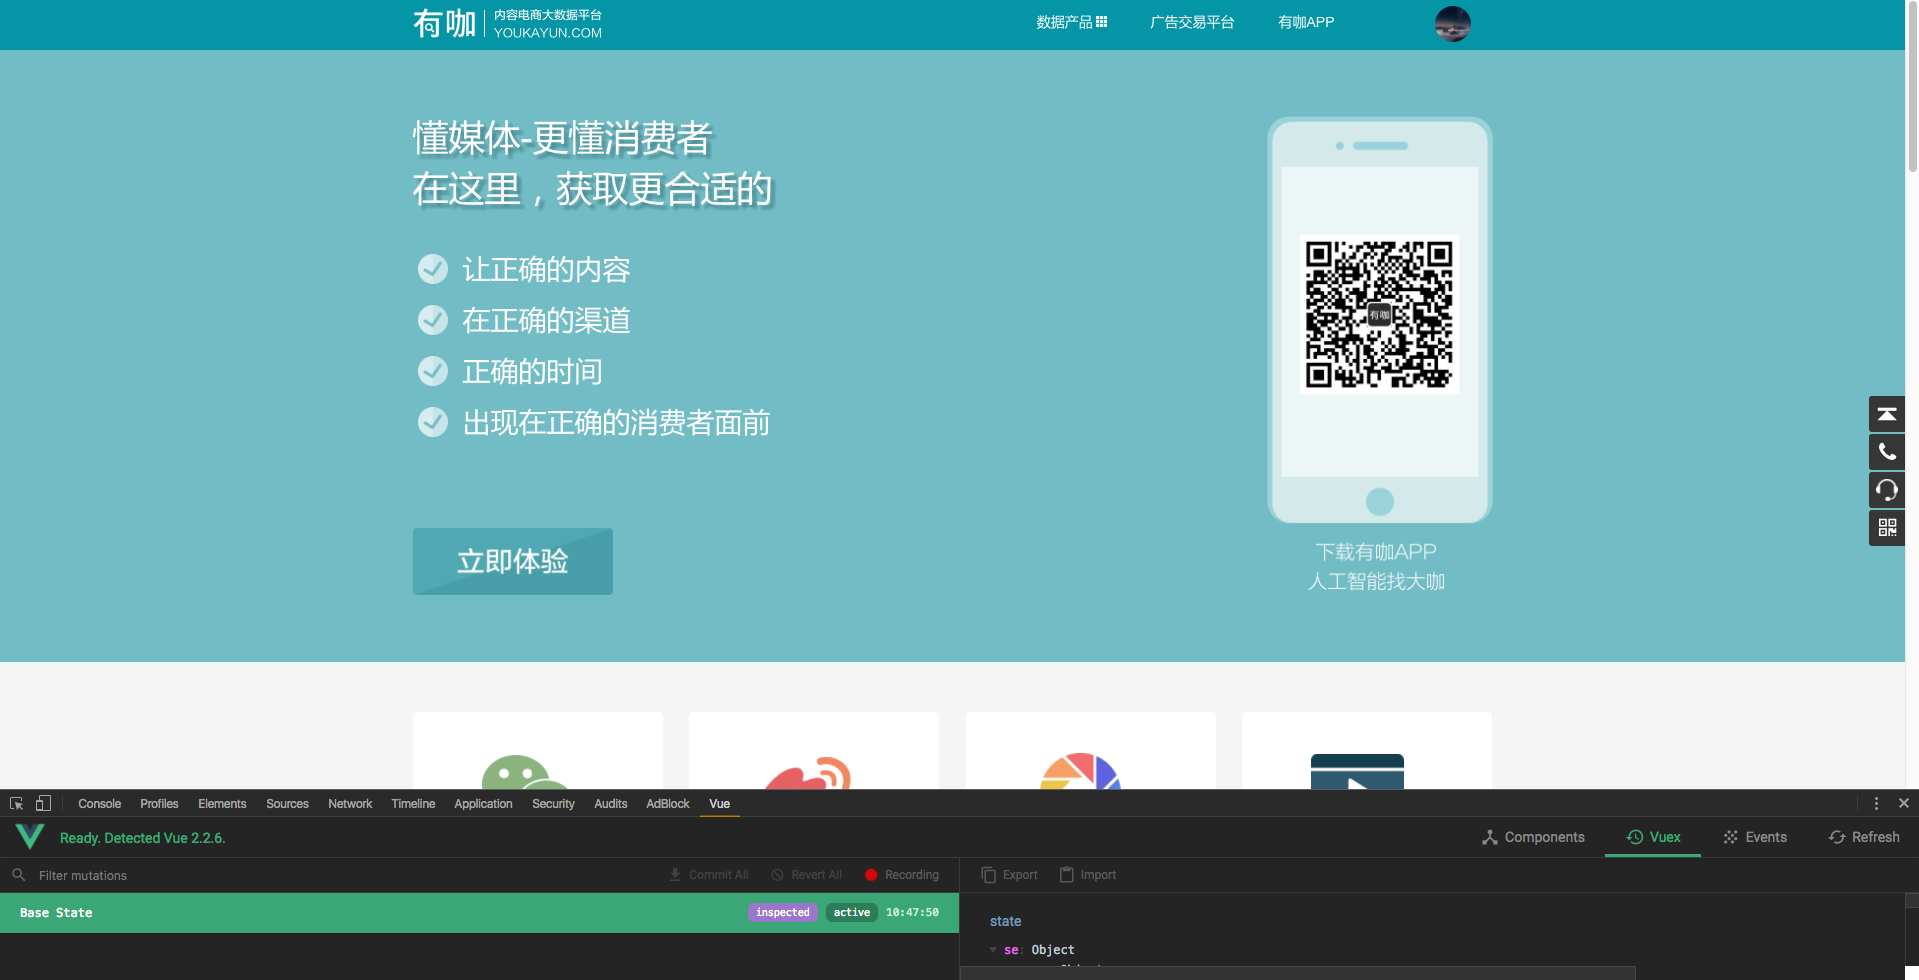 有咖
内容电商大数据平台
YOUKAYUN.COM
数据产品
广告交易平台
有咖APP
懂媒体-更懂消费者
在这里，获取更合适的
让正确的内容
在正确的渠道
正确的时间
出现在正确的消费者面前
立即体验
有咖
下载有咖APP
人工智能找大咖
Console Profiles Elements Sources Network Timeline Application Security Audits AdBlock Vue
Ready. Detected Vue 2.2.6.
Components Vuex Events Refresh
Filter mutations
Commit All Revert All Recording
Export Import
Base State
inspected active 10:47:50
state
se: Object